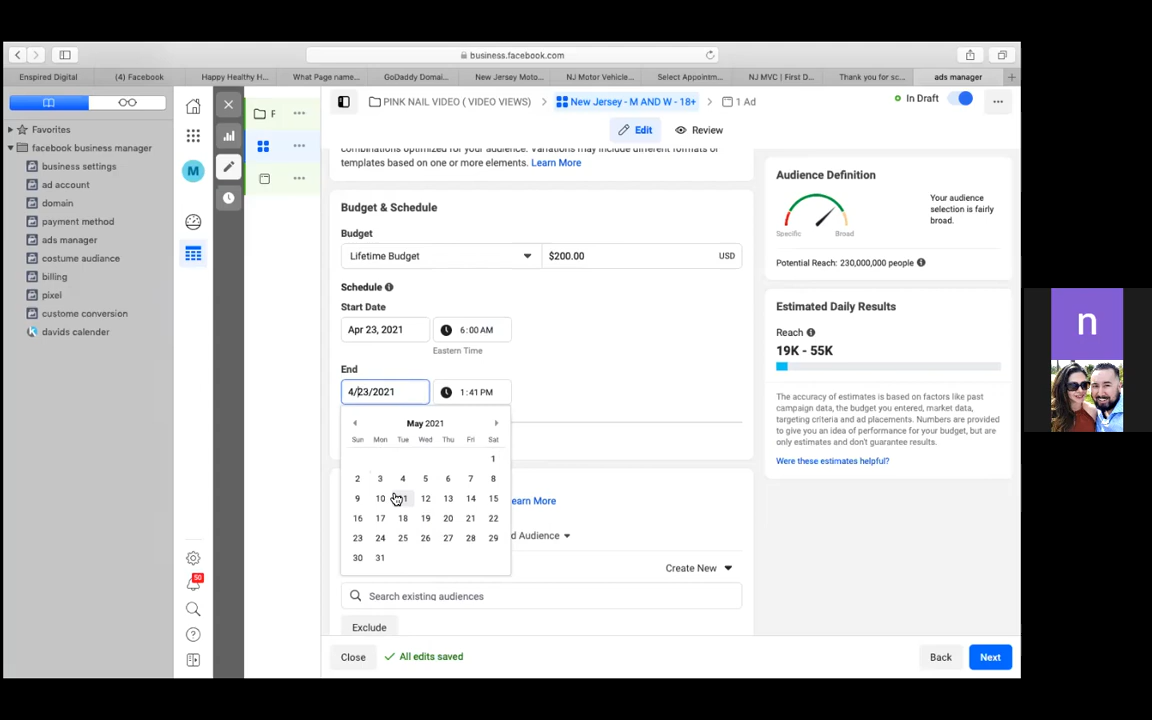 business.facebook.com
Enspired Digital
(4) Facebook
Happy Healthy H...
What Page name...
GoDaddy Domai...
New Jersey Moto...
NJ Motor Vehicle...
Select Appointm...
NJ MVC | First D...
Thank you for sc...
ads manager
Favorites
facebook business manager
business settings
ad account
domain
payment method
ads manager
costume audiance
billing
pixel
custome conversion
davids calender
M
50
F
PINK NAIL VIDEO ( VIDEO VIEWS)
New Jersey - M AND W - 18+
1 Ad
In Draft
Edit
Review
combinations optimized for your audience. Variations may include different formats or
templates based on one or more elements. Learn More
Budget & Schedule
Budget
Lifetime Budget
$200.00
USD
Schedule
Start Date
Apr 23, 2021
6:00 AM
Eastern Time
End
4/23/2021
1:41 PM
May 2021
Sun Mon Tue Wed Thu Fri Sat
1
2 3 4 5 6 7 8
9 10 11 12 13 14 15
16 17 18 19 20 21 22
23 24 25 26 27 28 29
30 31
earn More
d Audience
Create New
Search existing audiences
Exclude
Close
All edits saved
Back
Next
Audience Definition
Specific
Broad
Your audience
selection is fairly
broad.
Potential Reach: 230,000,000 people
Estimated Daily Results
Reach
19K - 55K
The accuracy of estimates is based on factors like past
campaign data, the budget you entered, market data,
targeting criteria and ad placements. Numbers are
provided to give you an idea of performance for your budget, but are
only estimates and don't guarantee results.
Were these estimates helpful?
n